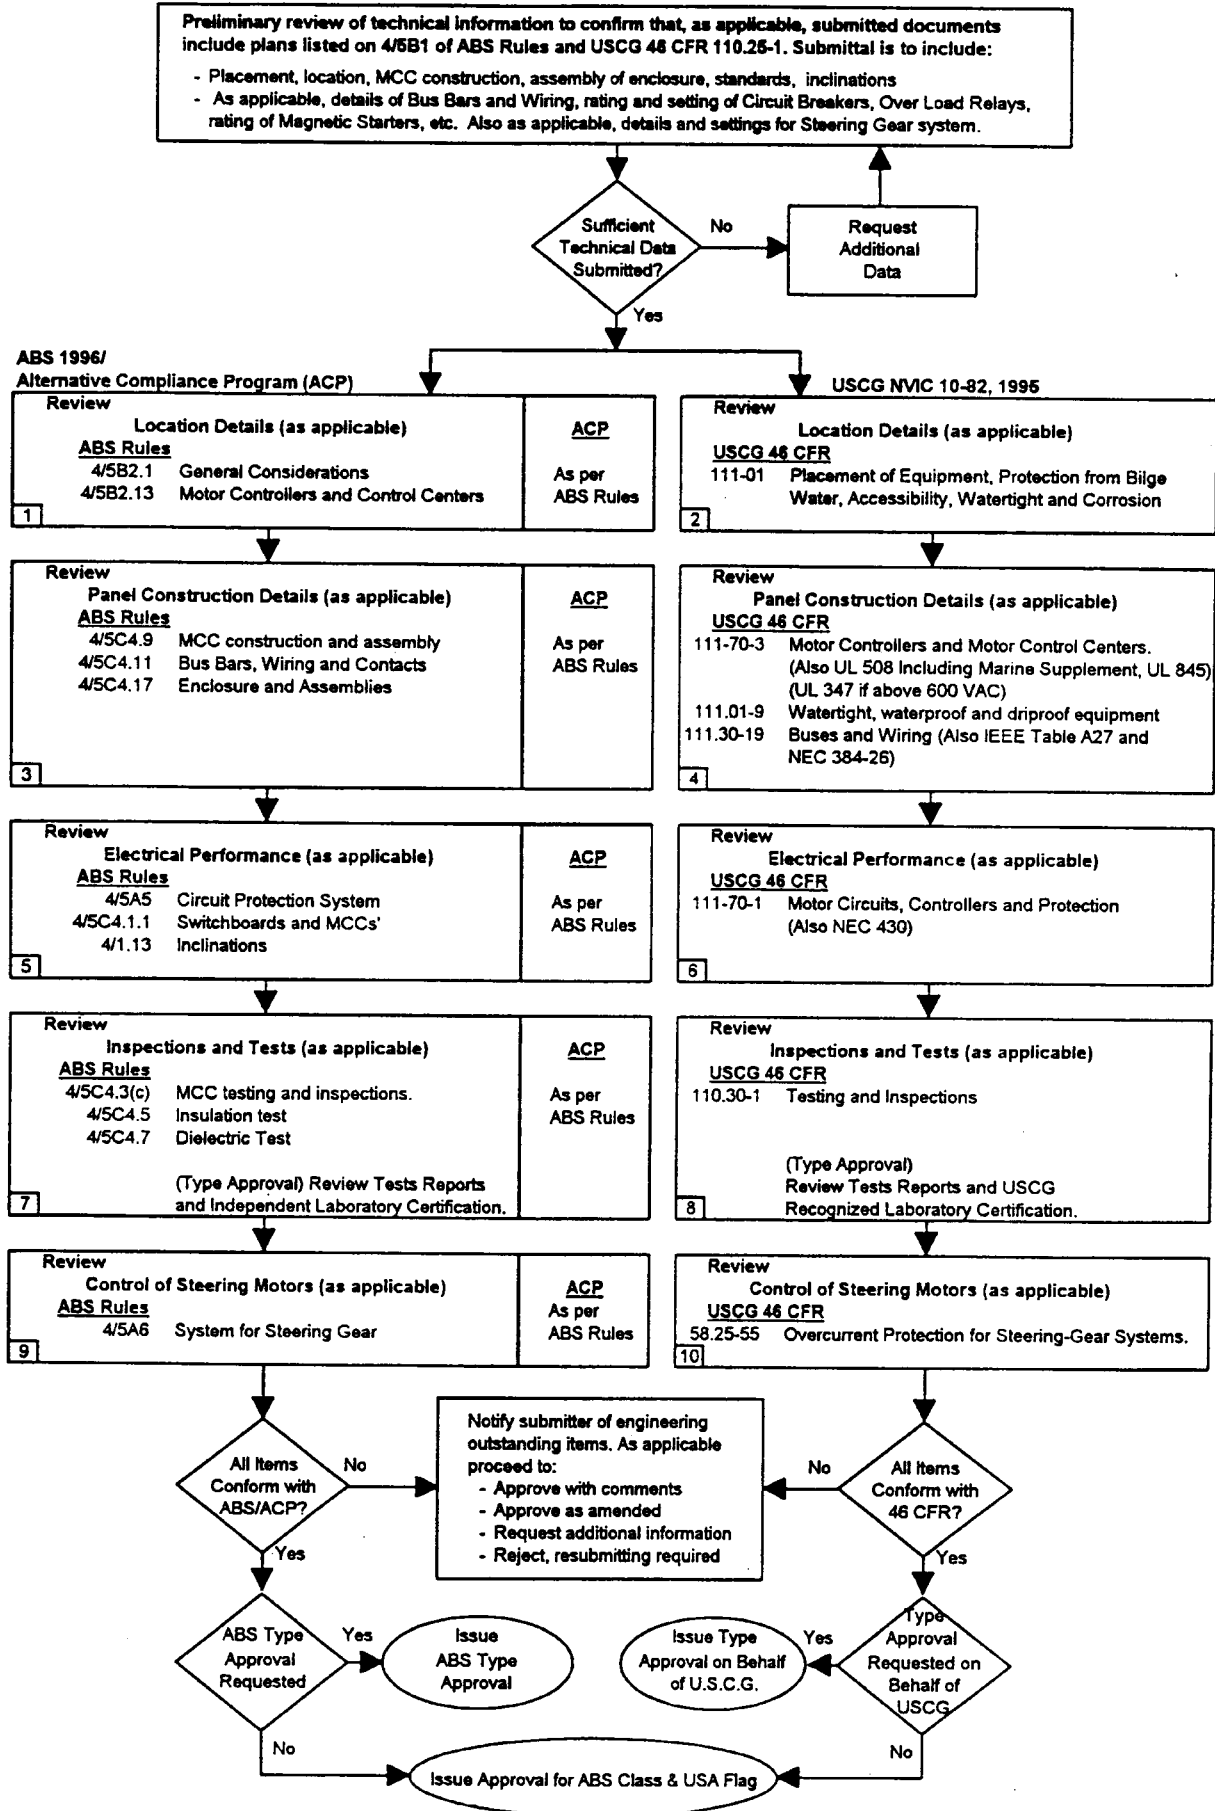 Preliminary review of technical information to confirm that, as applicable, submitted documents
include plans listed on 4/5B1 of ABS Rules and USCG 46 CFR 110.25-1. Submittal is to include:
- Placement, location, MCC construction, assembly of enclosure, standards, inclinations
- As applicable, details of Bus Bars and Wiring, rating and setting of Circuit Breakers, Over Load Relays,
rating of Magnetic Starters, etc. Also as applicable, details and settings for Steering Gear system.
Sufficient
Technical Data
Submitted?
No
Request
Additional
Data
Yes
ABS 1996/
Alternative Compliance Program (ACP)
Review
Location Details (as applicable)
ABS Rules
4/5B2.1 General Considerations
4/5B2.13 Motor Controllers and Control Centers
1
ACP
As per
ABS Rules
USCG NVIC 10-82, 1995
Review
Location Details (as applicable)
USCG 46 CFR
111-01 Placement of Equipment, Protection from Bilge
Water, Accessibility, Watertight and Corrosion
2
Review
Panel Construction Details (as applicable)
ABS Rules
4/5C4.9 MCC construction and assembly
4/5C4.11 Bus Bars, Wiring and Contacts
4/5C4.17 Enclosure and Assemblies
3
ACP
As per
ABS Rules
Review
Panel Construction Details (as applicable)
USCG 46 CFR
111-70-3 Motor Controllers and Motor Control Centers.
(Also UL 508 Including Marine Supplement, UL 845)
(UL 347 if above 600 VAC)
111.01-9 Watertight, waterproof and driproof equipment
111.30-19 Buses and Wiring (Also IEEE Table A27 and
NEC 384-26)
4
Review
Electrical Performance (as applicable)
ABS Rules
4/5A5 Circuit Protection System
4/5C4.1.1 Switchboards and MCCs'
4/1.13 Inclinations
5
ACP
As per
ABS Rules
Review
Electrical Performance (as applicable)
USCG 46 CFR
111-70-1 Motor Circuits, Controllers and Protection
(Also NEC 430)
6
Review
Inspections and Tests (as applicable)
ABS Rules
4/5C4.3(c) MCC testing and inspections.
4/5C4.5 Insulation test
4/5C4.7 Dielectric Test
(Type Approval) Review Tests Reports
and Independent Laboratory Certification.
7
ACP
As per
ABS Rules
Review
Inspections and Tests (as applicable)
USCG 46 CFR
110.30-1 Testing and Inspections
(Type Approval)
Review Tests Reports and USCG
Recognized Laboratory Certification.
8
Review
Control of Steering Motors (as applicable)
ABS Rules
4/5A6 System for Steering Gear
9
ACP
As per
ABS Rules
Review
Control of Steering Motors (as applicable)
USCG 46 CFR
58.25-55 Overcurrent Protection for Steering-Gear Systems.
10
All Items
Conform with
ABS/ACP?
No
Notify submitter of engineering
outstanding items. As applicable
proceed to:
- Approve with comments
- Approve as amended
- Request additional information
- Reject, resubmitting required
No
All Items
Conform with
46 CFR?
Yes
Yes
ABS Type
Approval
Requested
Yes
Issue
ABS Type
Approval
Issue Type
Approval on Behalf
of U.S.C.G.
Yes
Type
Approval
Requested on
Behalf of
USCG
No
Issue Approval for ABS Class & USA Flag
No